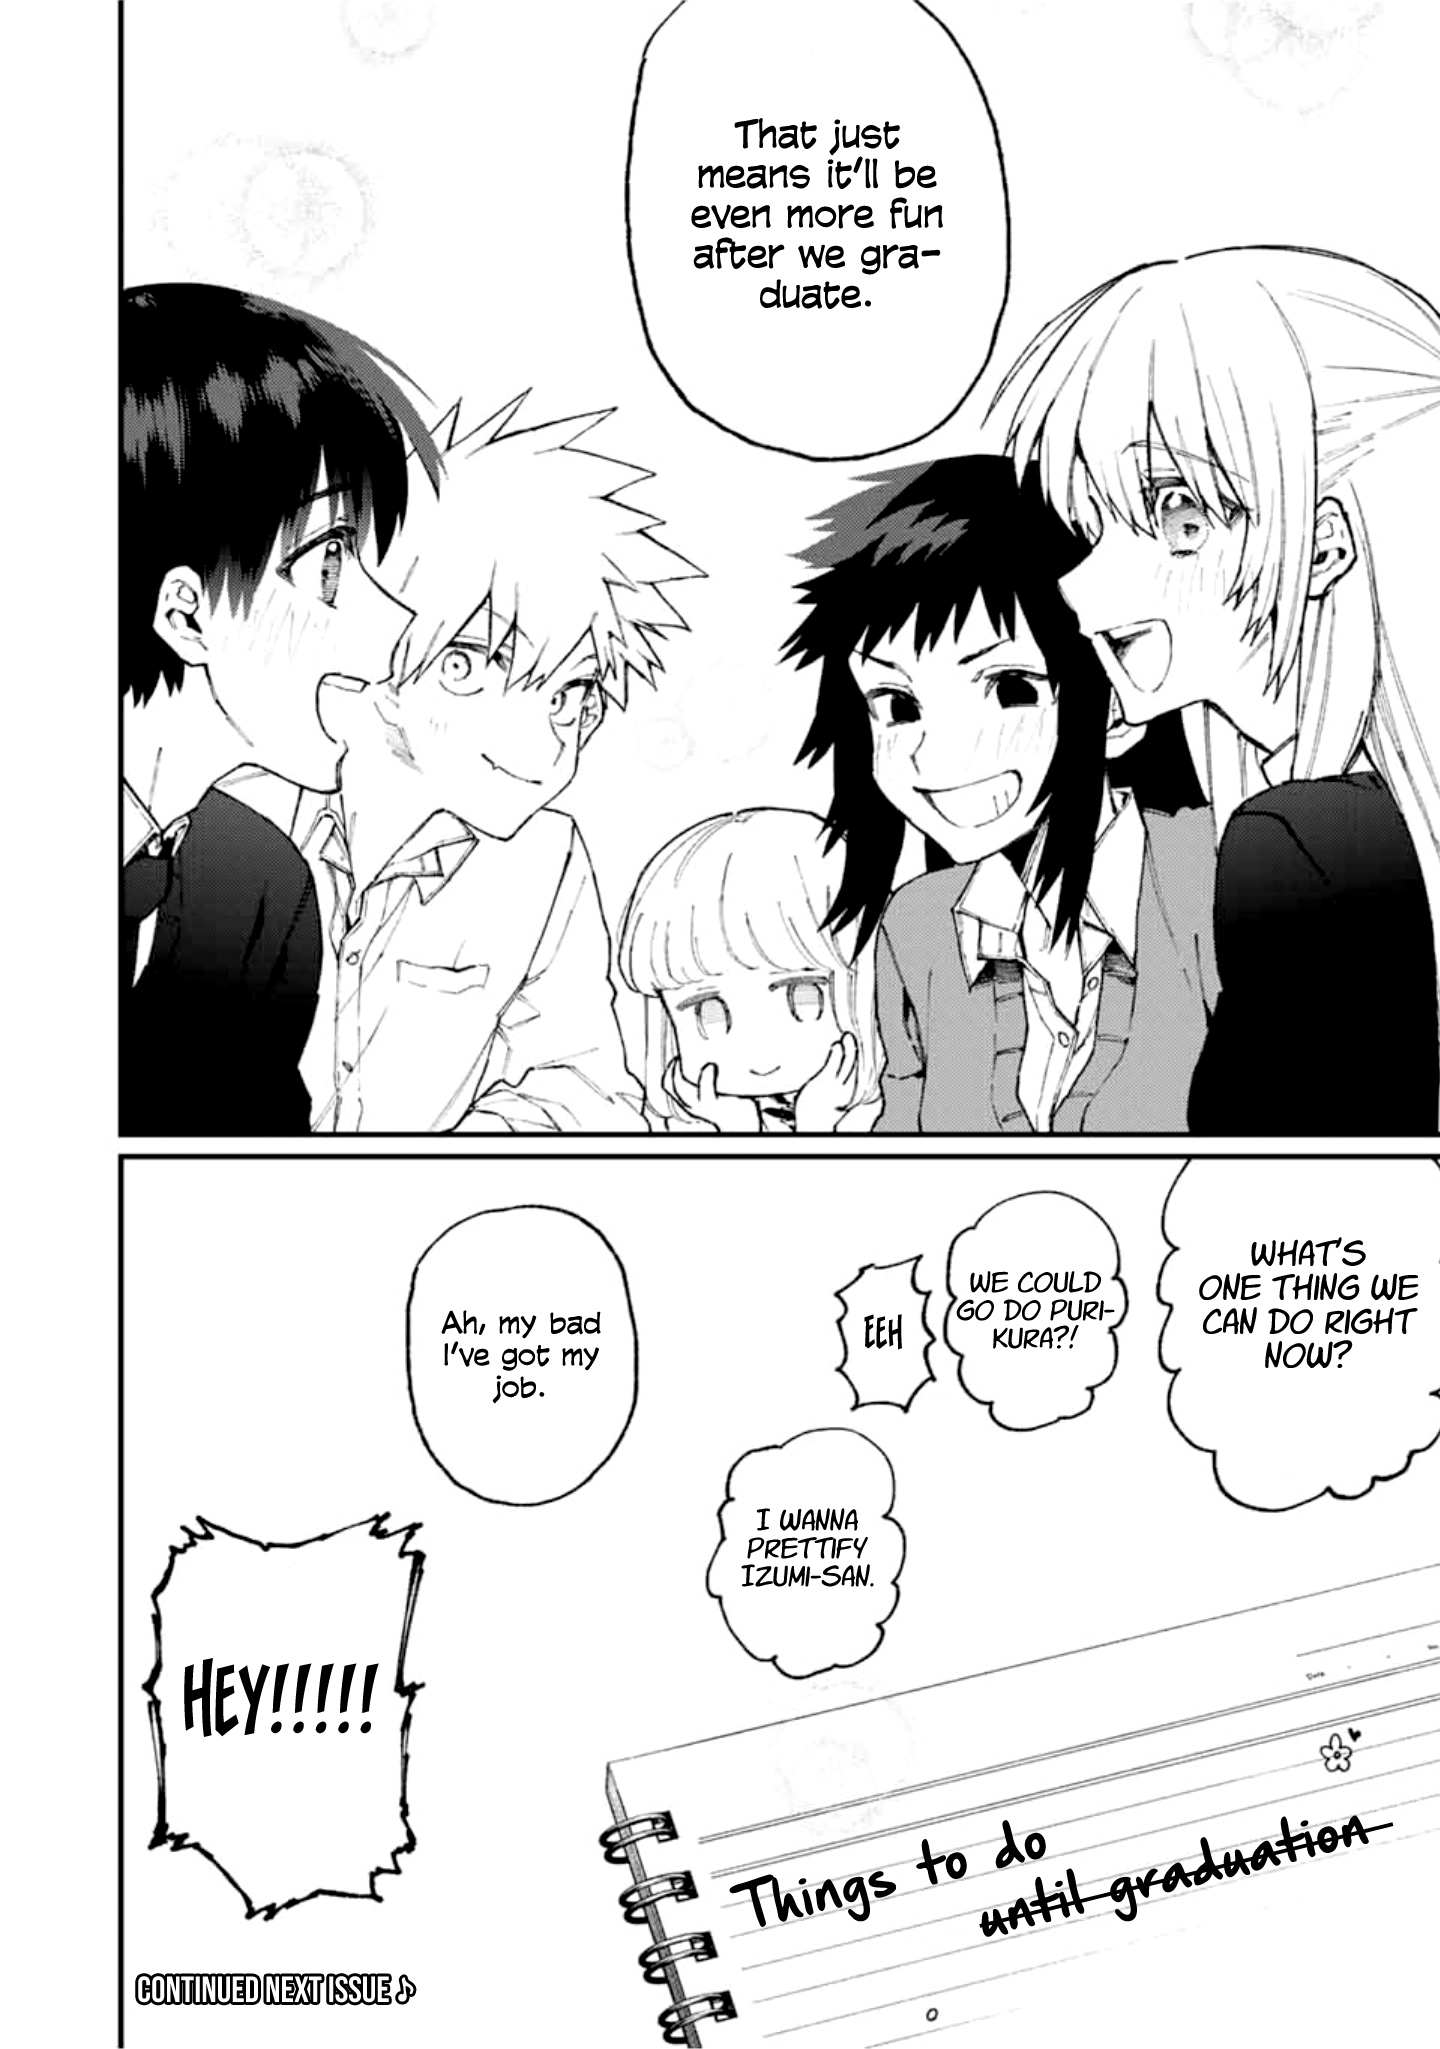 That just
means it'll be
even more fun
after we gra-
duate.
WHAT'S
ONE THING WE
CAN DO RIGHT
NOW?
WE COULD
GO DO PURI-
KURA?!
EEH
I WANNA
PRETTIFY
IZUMI-SAN.
Ah, my bad
I've got my
job.
HEY!!!!!
Date
Things to do
until graduation
CONTINUED NEXT ISSUE ♪